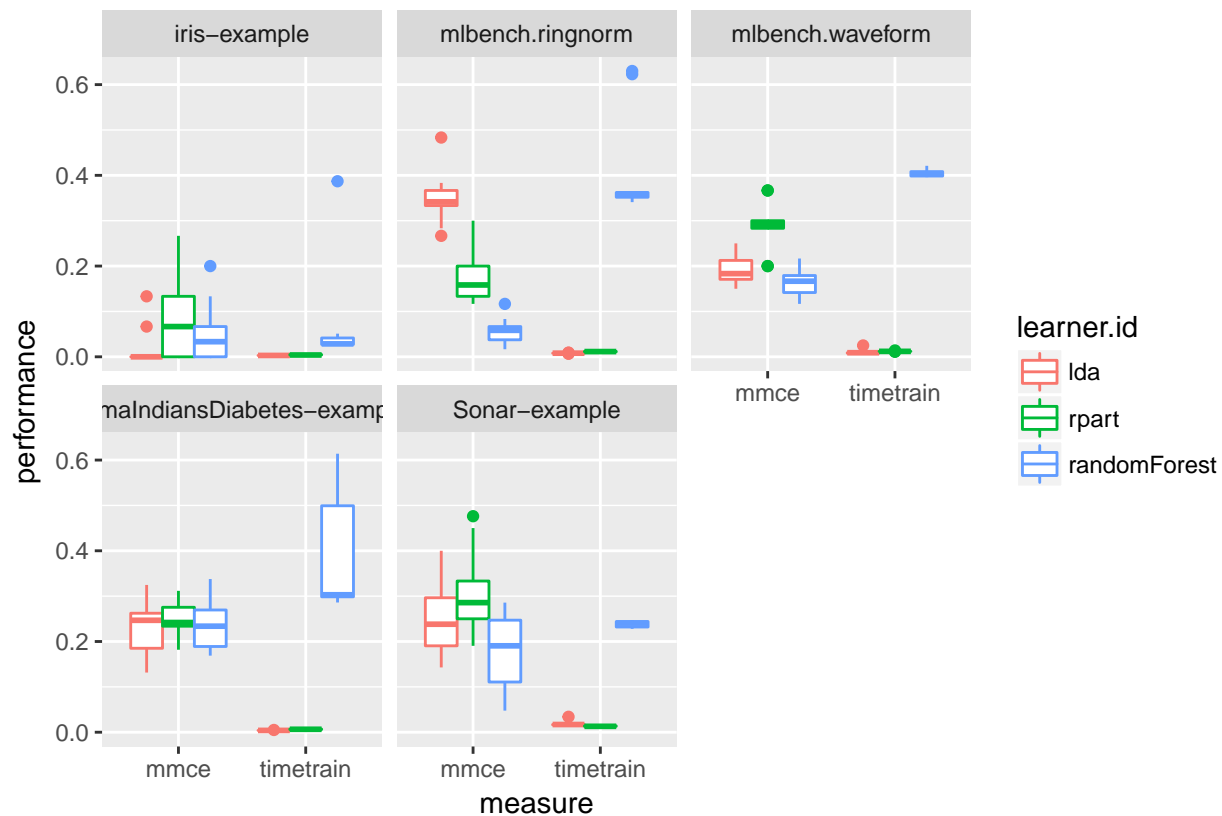 iris−example
mlbench.ringnorm
mlbench.waveform
0.6
0.4
0.2
0.0
mmce
timetrain
maIndiansDiabetes−examp
Sonar−example
0.6
0.4
0.2
0.0
mmce
timetrain
mmce
timetrain
measure
performance
learner.id
lda
rpart
randomForest